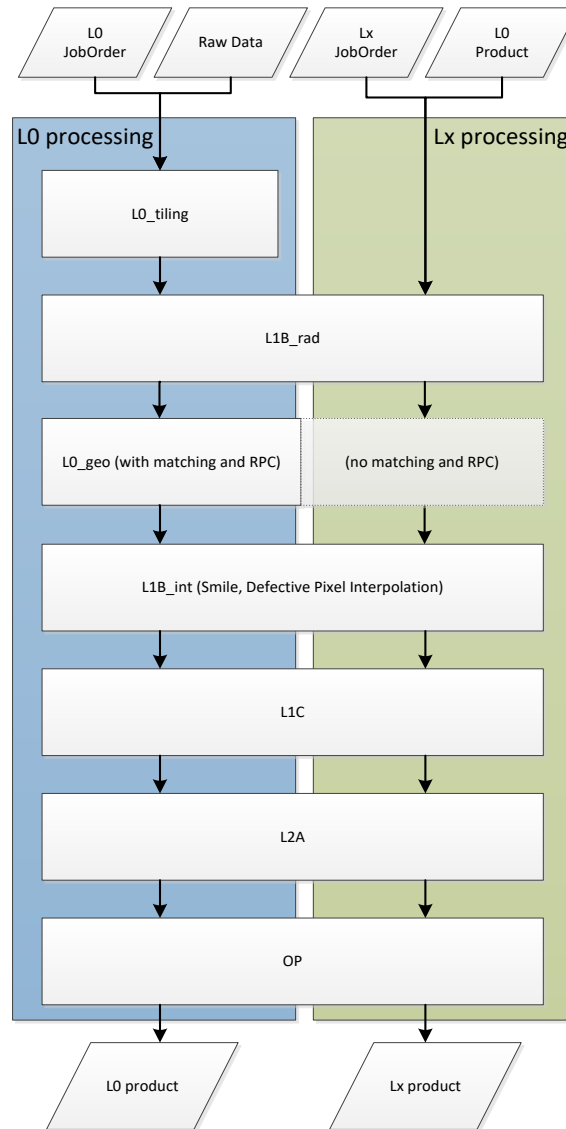 L0
JobOrder
Raw Data
Lx
JobOrder
L0
Product
L0 processing
Lx processing
L0_tiling
L1B_rad
L0_geo (with matching and RPC)
(no matching and RPC)
L1B_int (Smile, Defective Pixel Interpolation)
L1C
L2A
OP
L0 product
Lx product